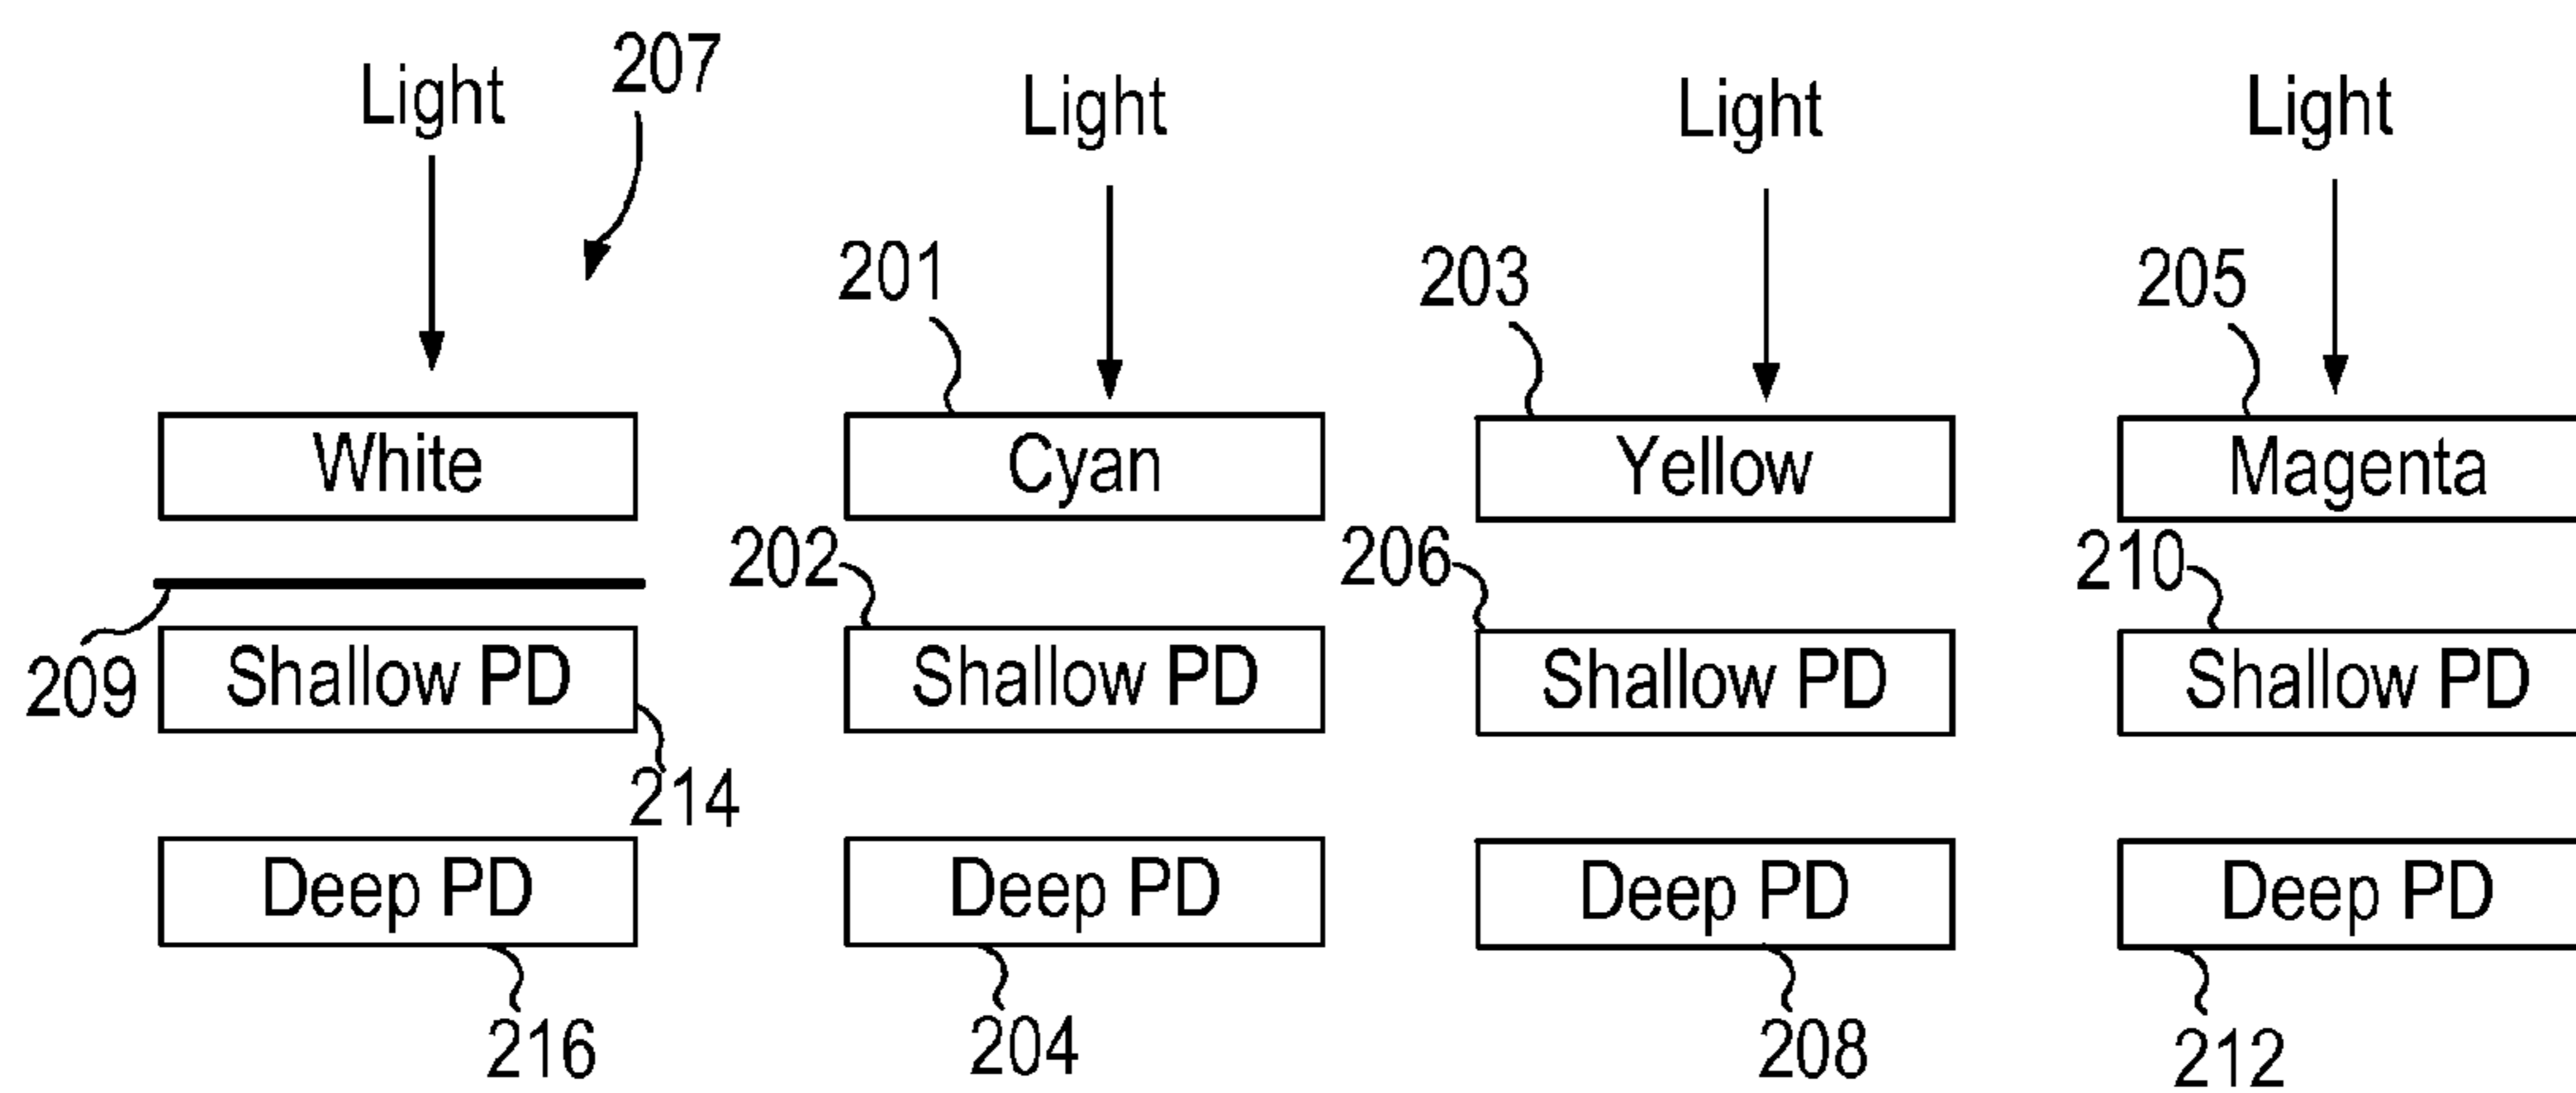 207
Light
Light
Light
Light
201
203
205
White
Cyan
Yellow
Magenta
202
206
210
209
Shallow PD
Shallow PD
Shallow PD
Shallow PD
214
Deep PD
Deep PD
Deep PD
Deep PD
216
204
208
212